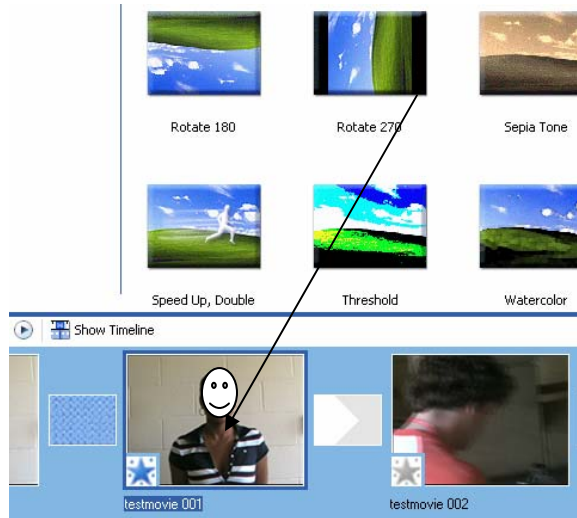 Rotate 180 Rotate 270 Sepia Tone
Speed Up, Double Threshold Watercolor
Show Timeline
testmovie 001 testmovie 002